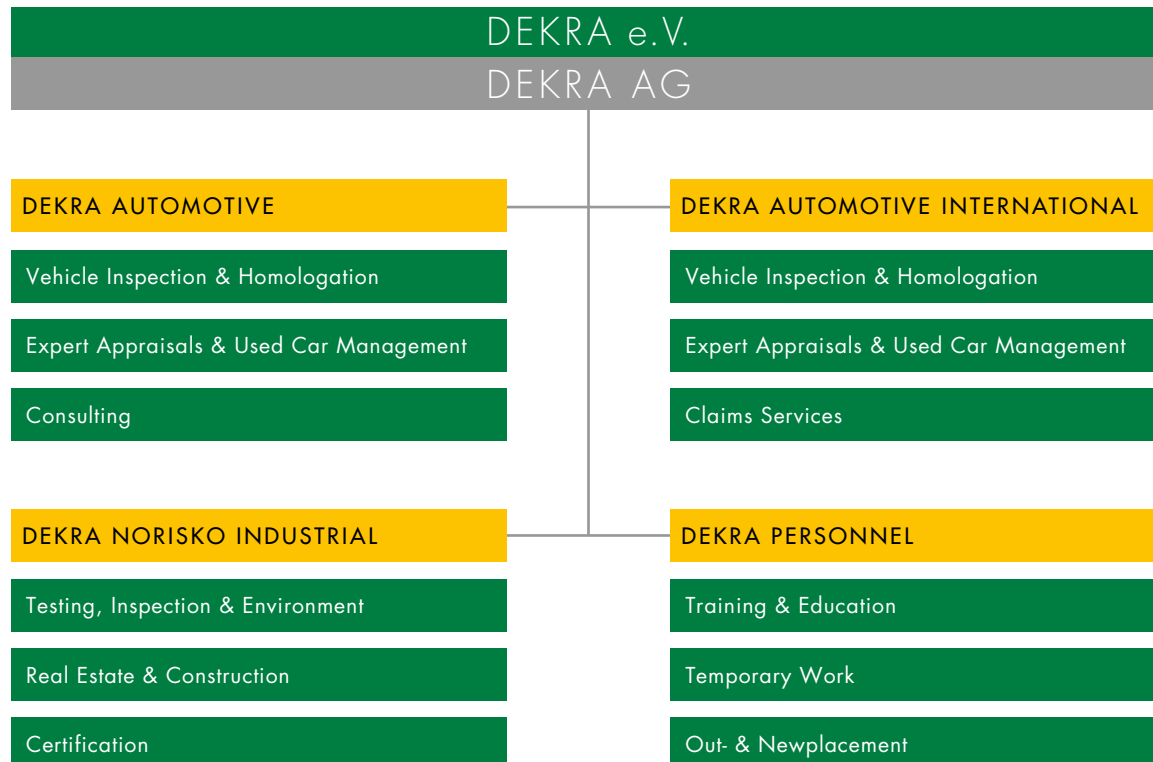 DEKRA e.V.
DEKRA AG
DEKRA AUTOMOTIVE
Vehicle Inspection & Homologation
Expert Appraisals & Used Car Management
Consulting
DEKRA AUTOMOTIVE INTERNATIONAL
Vehicle Inspection & Homologation
Expert Appraisals & Used Car Management
Claims Services
DEKRA NORISKO INDUSTRIAL
Testing, Inspection & Environment
Real Estate & Construction
Certification
DEKRA PERSONNEL
Training & Education
Temporary Work
Out- & Newplacement